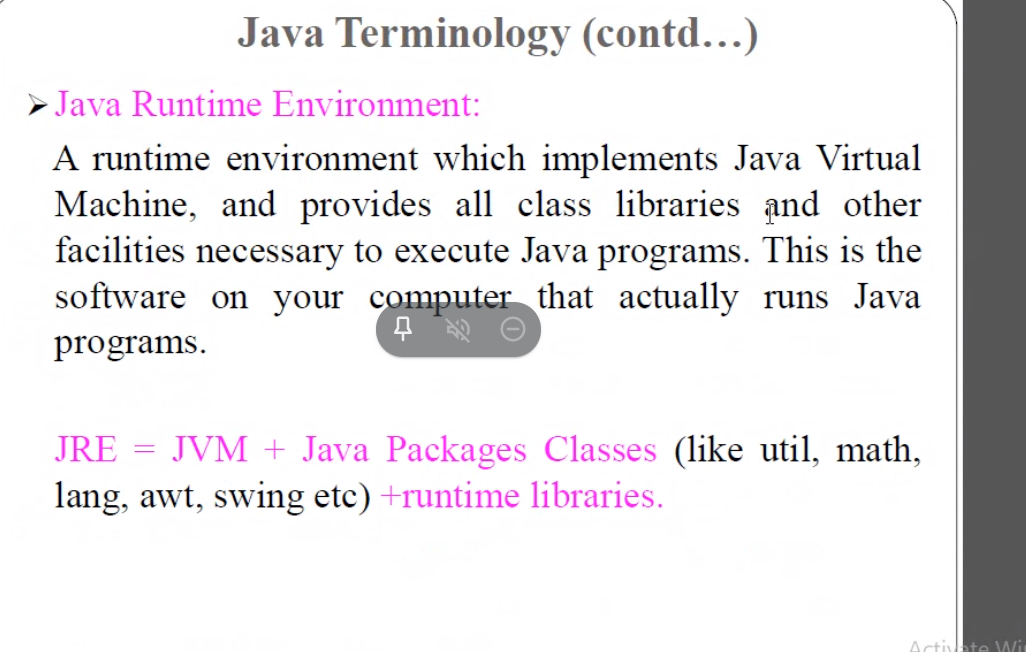 Java Terminology (contd…)
➢Java Runtime Environment:
A runtime environment which implements Java Virtual
Machine, and provides all class libraries and other
facilities necessary to execute Java programs. This is the
software on your computer that actually runs Java
programs.
JRE = JVM + Java Packages Classes (like util, math,
lang, awt, swing etc) +runtime libraries.
Activate